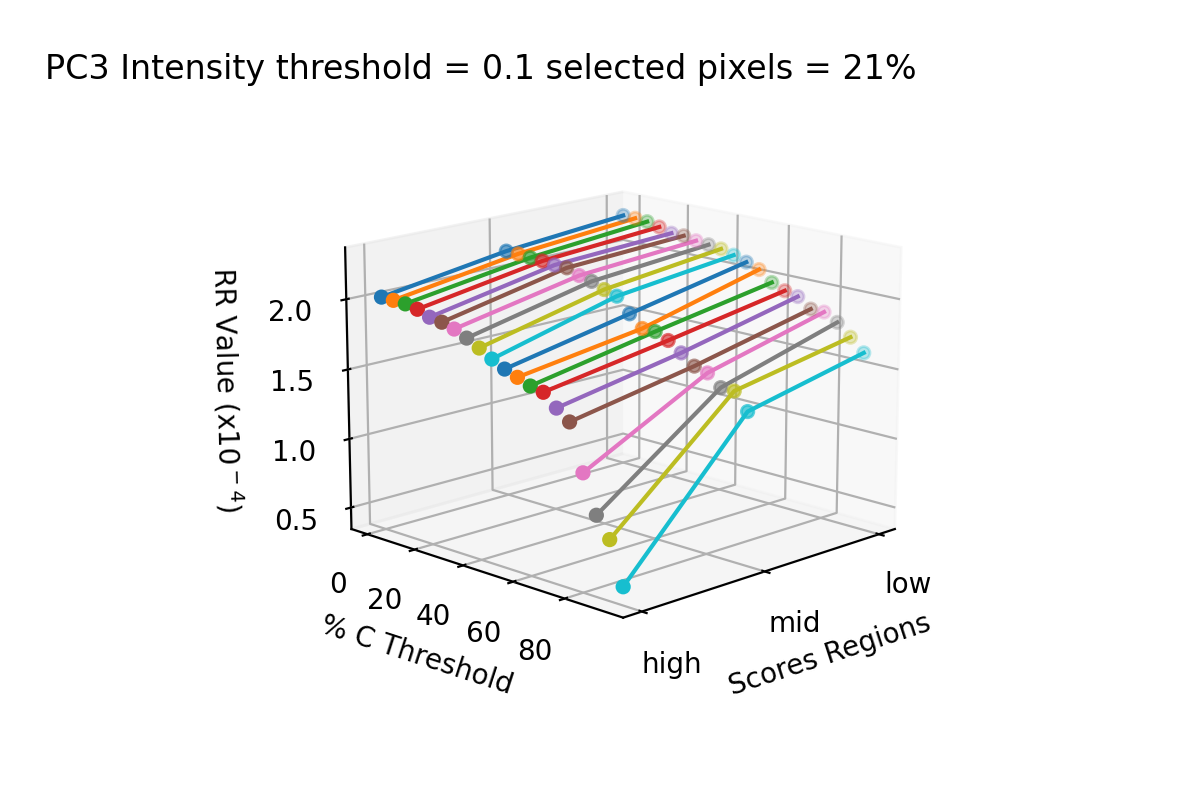 PC3 Intensity threshold = 0.1 selected pixels = 21%
RR Value (x10⁻⁴)
2.0
1.5
1.0
0.5
0
20
40
60
80
% C Threshold
low
mid
high
Scores Regions